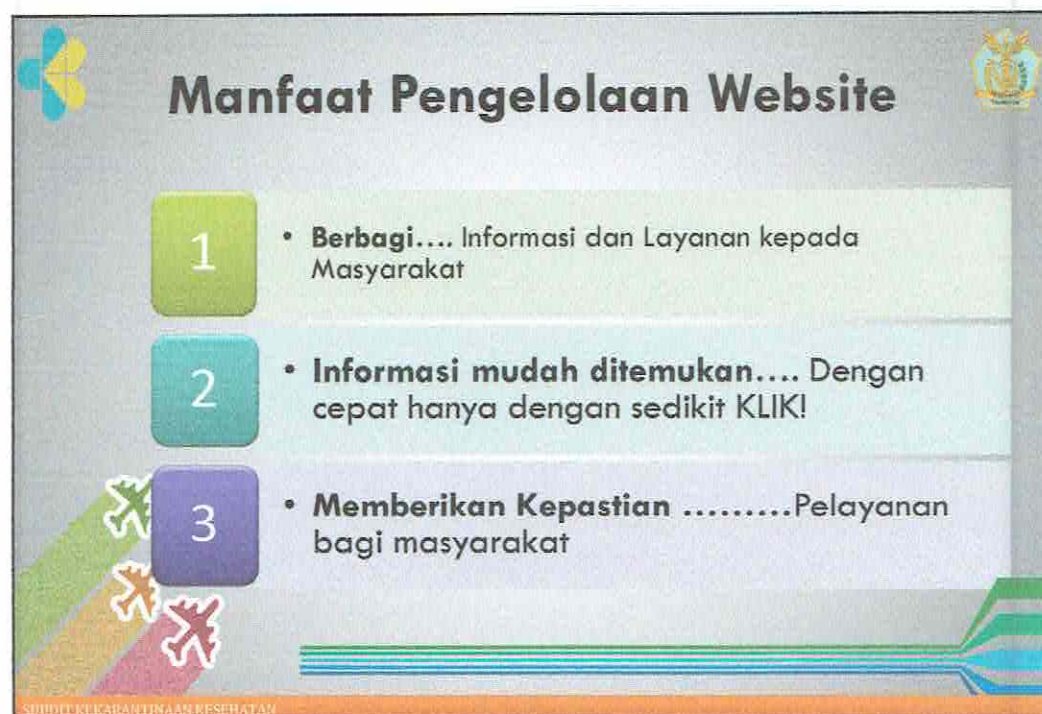 Manfaat Pengelolaan Website
1
• Berbagi.... Informasi dan Layanan kepada
Masyarakat
2
• Informasi mudah ditemukan.... Dengan
cepat hanya dengan sedikit KLIK!
3
• Memberikan Kepastian .........Pelayanan
bagi masyarakat
SUBDIT KEKARANTINAAN KESEHATAN